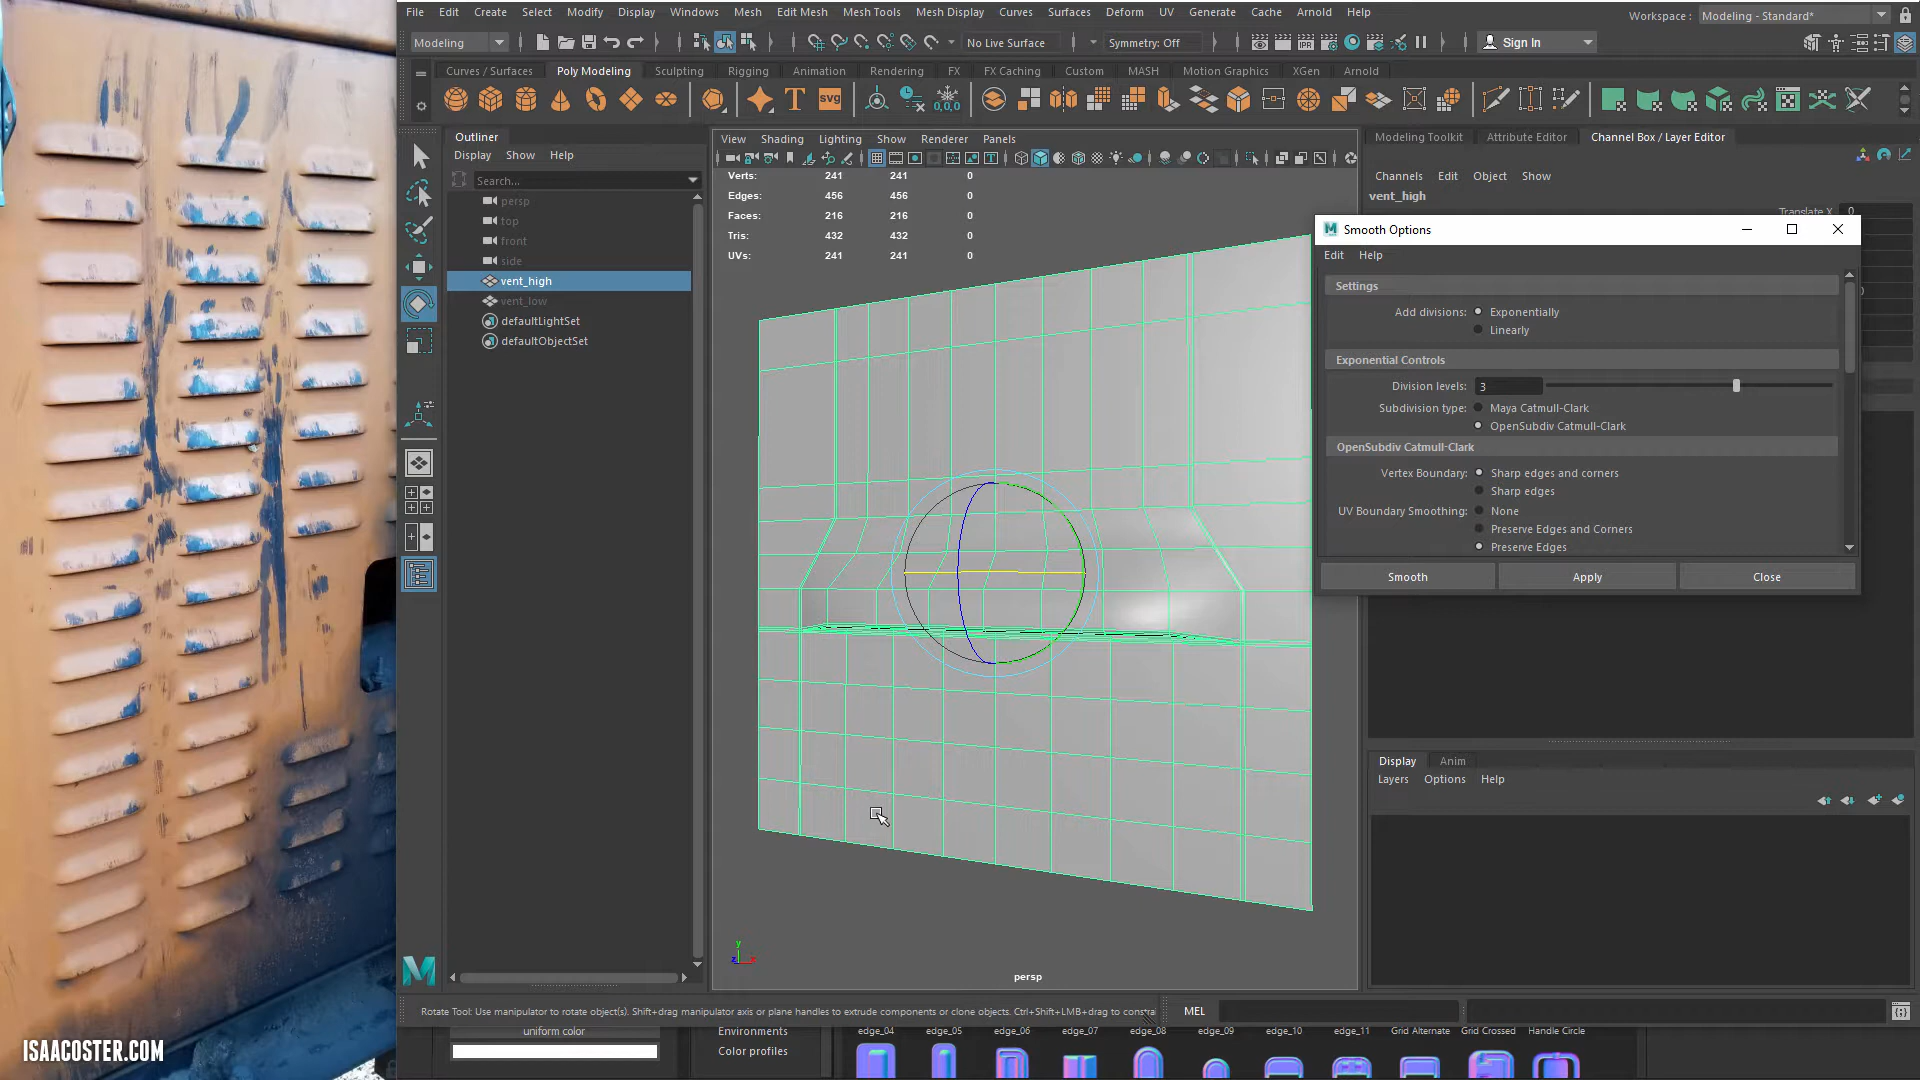 File Edit Create Select Modify Display Windows Mesh Edit Mesh Mesh Tools Mesh Display Curves Surfaces Deform UV Generate Cache Arnold Help
Workspace : Modeling - Standard*
Modeling
No Live Surface
Symmetry: Off
Sign In
Curves / Surfaces Poly Modeling Sculpting Rigging Animation Rendering FX FX Caching Custom MASH Motion Graphics XGen Arnold
IPR
T
svg
0,0,0
Outliner
Display Show Help
Search...
persp
top
front
side
vent_high
vent_low
defaultLightSet
defaultObjectSet
View Shading Lighting Show Renderer Panels
Verts: 241 241 0
Edges: 456 456 0
Faces: 216 216 0
Tris: 432 432 0
UVs: 241 241 0
y
persp
Modeling Toolkit Attribute Editor Channel Box / Layer Editor
Channels Edit Object Show
vent_high
Translate X 0
M Smooth Options
Edit Help
Settings
Add divisions: Exponentially
Linearly
Exponential Controls
Division levels: 3
Subdivision type: Maya Catmull-Clark
OpenSubdiv Catmull-Clark
OpenSubdiv Catmull-Clark
Vertex Boundary: Sharp edges and corners
Sharp edges
UV Boundary Smoothing: None
Preserve Edges and Corners
Preserve Edges
Smooth Apply Close
Display Anim
Layers Options Help
Rotate Tool: Use manipulator to rotate object(s). Shift+drag manipulator axis or plane handles to extrude components or clone objects. Ctrl+Shift+LMB+drag to constra
MEL
uniform color
Environments
Color profiles
edge_04 edge_05 edge_06 edge_07 edge_08 edge_09 edge_10 edge_11 Grid Alternate Grid Crossed Handle Circle
ISAACOSTER.COM